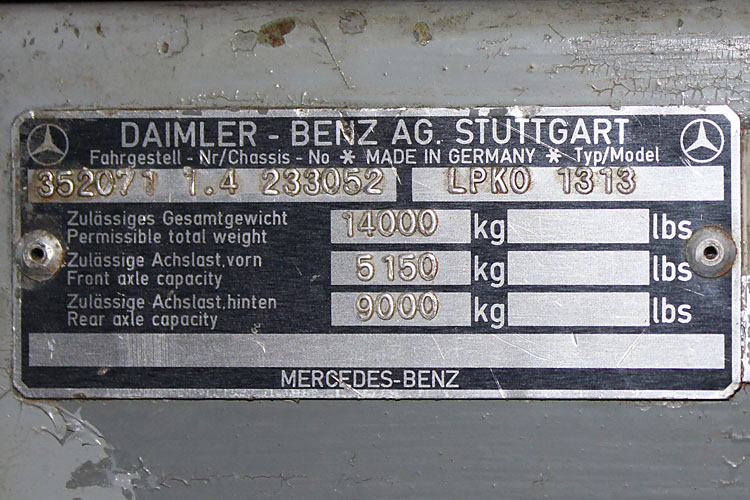 DAIMLER - BENZ AG. STUTTGART
Fahrgestell - Nr/Chassis - No * MADE IN GERMANY * Typ/Model
352071 1.4 233052 LPKO 1313
Zulässiges Gesamtgewicht
Permissible total weight
14000 kg lbs
Zulässige Achslast, vorn
Front axle capacity
5150 kg lbs
Zulässige Achslast, hinten
Rear axle capacity
9000 kg lbs
MERCEDES-BENZ